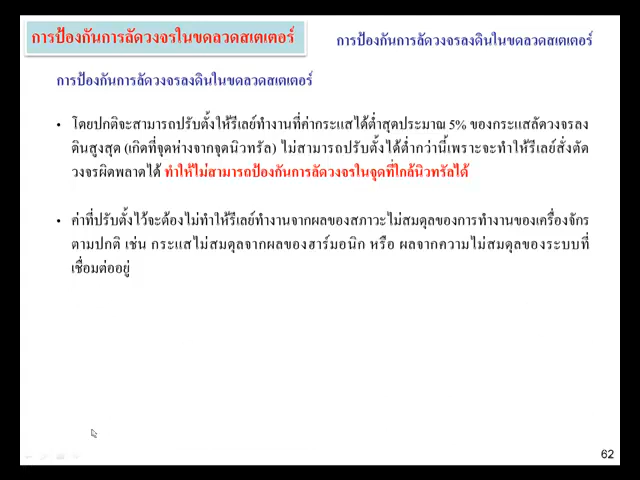 การป้องกันการลัดวงจรในขดลวดสเตเตอร์
การป้องกันการลัดวงจรลงดินในขดลวดสเตเตอร์
การป้องกันการลัดวงจรลงดินในขดลวดสเตเตอร์
• โดยปกติจะสามารถปรับตั้งให้รีเลย์ทำงานที่ค่ากระแสได้ต่ำสุดประมาณ 5% ของกระแสลัดวงจรลง
ดินสูงสุด (เกิดที่จุดห่างจากจุดนิวทรัล) ไม่สามารถปรับตั้งได้ต่ำกว่านี้เพราะจะทำให้รีเลย์สั่งตัด
วงจรผิดพลาดได้ ทำให้ไม่สามารถป้องกันการลัดวงจรในจุดที่ใกล้นิวทรัลได้
• ค่าที่ปรับตั้งไว้จะต้องไม่ทำให้รีเลย์ทำงานจากผลของสภาวะไม่สมดุลของการทำงานของเครื่องจักร
ตามปกติ เช่น กระแสไม่สมดุลจากผลของฮาร์มอนิก หรือ ผลจากความไม่สมดุลของระบบที่
เชื่อมต่ออยู่
62